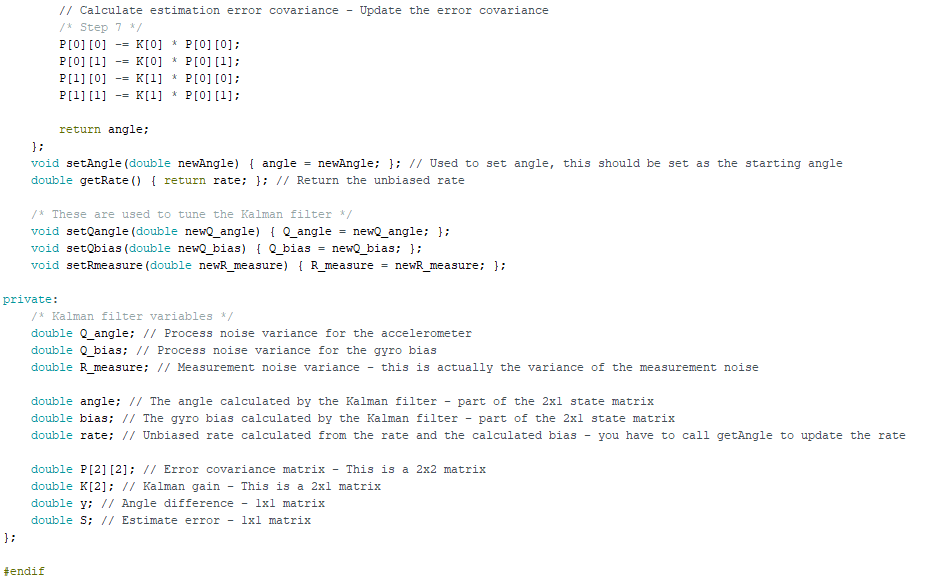 // Calculate estimation error covariance - Update the error covariance
/* Step 7 */
P[0][0] -= K[0] * P[0][0];
P[0][1] -= K[0] * P[0][1];
P[1][0] -= K[1] * P[0][0];
P[1][1] -= K[1] * P[0][1];
return angle;
};
void setAngle(double newAngle) { angle = newAngle; }; // Used to set angle, this should be set as the starting angle
double getRate() { return rate; }; // Return the unbiased rate
/* These are used to tune the Kalman filter */
void setQangle(double newQ_angle) { Q_angle = newQ_angle; };
void setQbias(double newQ_bias) { Q_bias = newQ_bias; };
void setRmeasure(double newR_measure) { R_measure = newR_measure; };
private:
/* Kalman filter variables */
double Q_angle; // Process noise variance for the accelerometer
double Q_bias; // Process noise variance for the gyro bias
double R_measure; // Measurement noise variance - this is actually the variance of the measurement noise
double angle; // The angle calculated by the Kalman filter - part of the 2x1 state matrix
double bias; // The gyro bias calculated by the Kalman filter - part of the 2x1 state matrix
double rate; // Unbiased rate calculated from the rate and the calculated bias - you have to call getAngle to update the rate
double P[2][2]; // Error covariance matrix - This is a 2x2 matrix
double K[2]; // Kalman gain - This is a 2x1 matrix
double y; // Angle difference - 1x1 matrix
double S; // Estimate error - 1x1 matrix
};
#endif